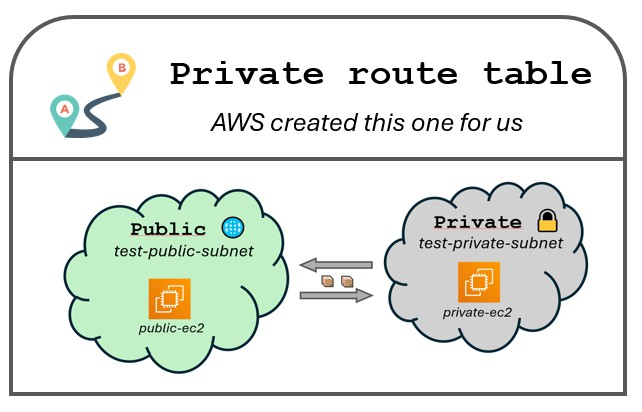 B
A
Private route table
AWS created this one for us
Public
test-public-subnet
public-ec2
Private
test-private-subnet
private-ec2